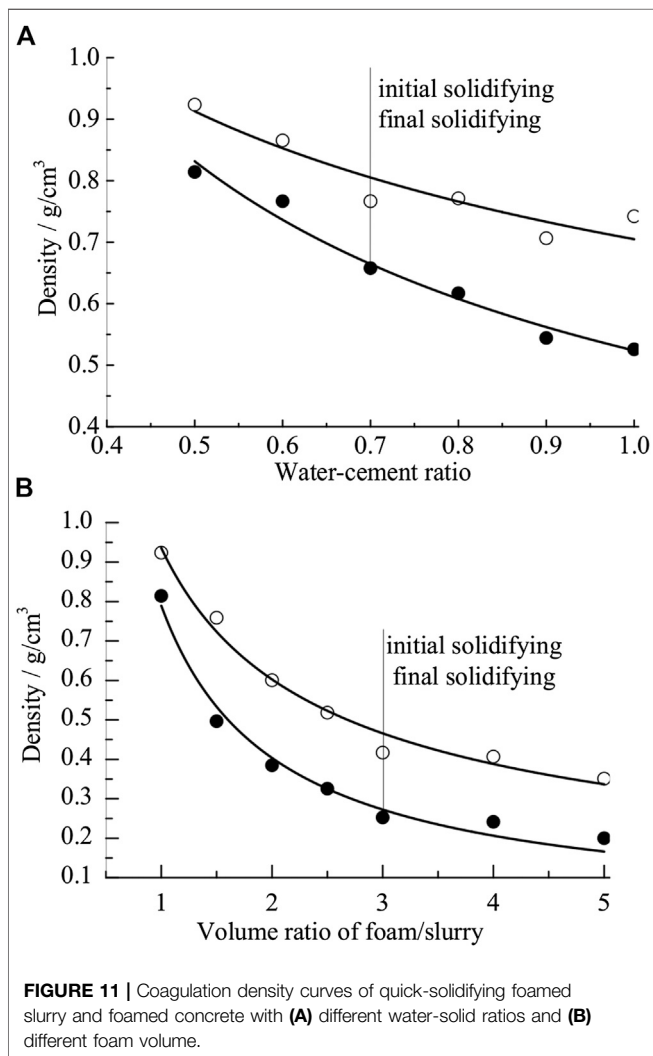 A
1.0
0.9
0.8
0.7
0.6
0.5
0.4
Density / g/cm³
initial solidifying
final solidifying
0.4 0.5 0.6 0.7 0.8 0.9 1.0
Water-cement ratio
B
1.0
0.9
0.8
0.7
0.6
0.5
0.4
0.3
0.2
0.1
Density / g/cm³
initial solidifying
final solidifying
1 2 3 4 5
Volume ratio of foam/slurry
FIGURE 11 | Coagulation density curves of quick-solidifying foamed
slurry and foamed concrete with (A) different water-solid ratios and (B)
different foam volume.